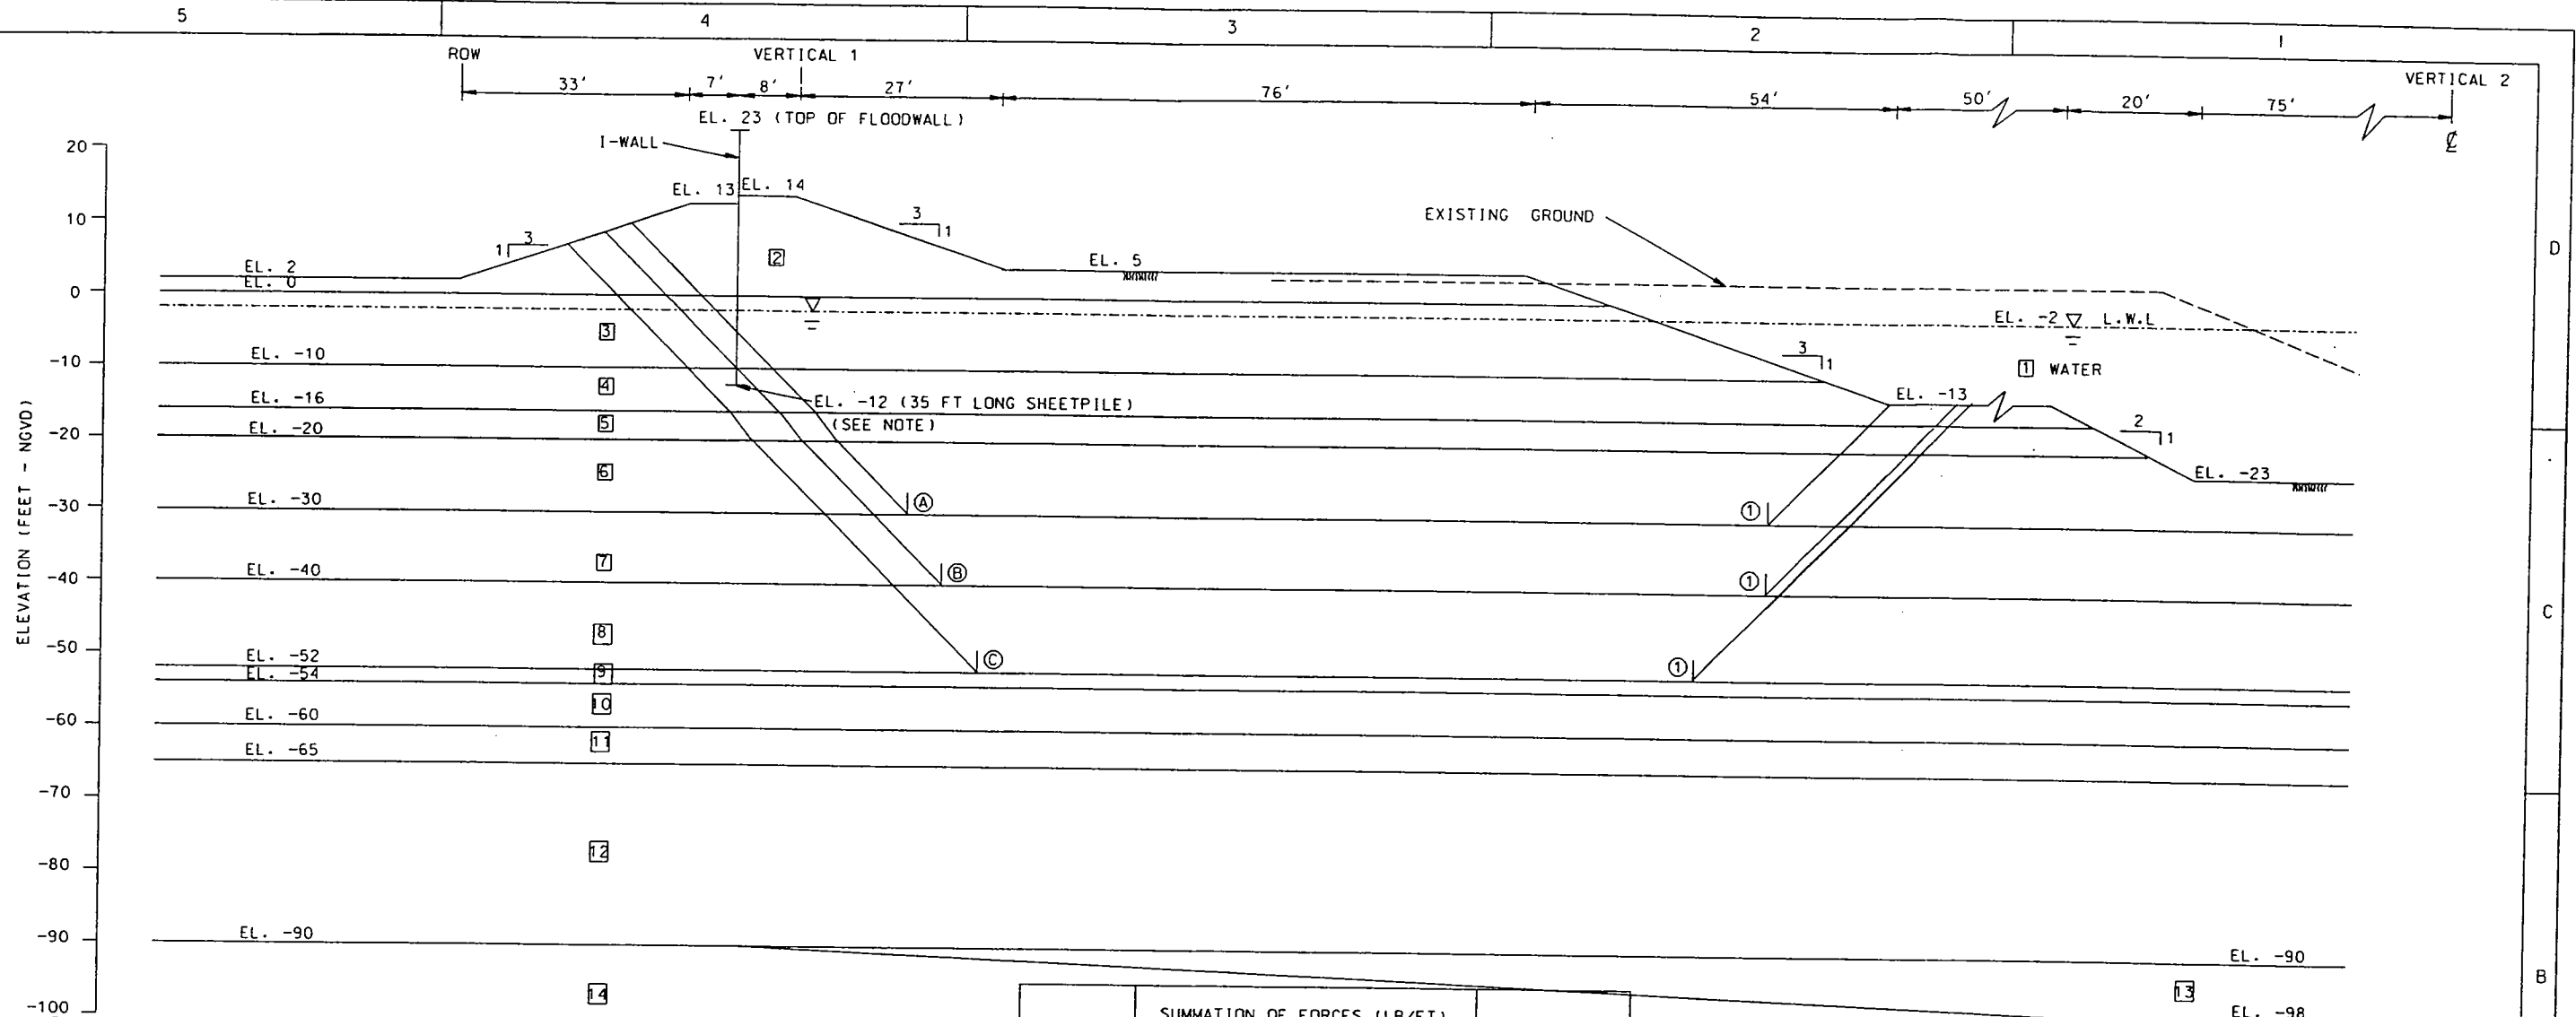 5 4 3 2 1
ROW VERTICAL 1 VERTICAL 2
33' 7' 8' 27' 76' 54' 50' 20' 75'
℄
EL. 23 (TOP OF FLOODWALL)
I-WALL
20
EL. 13 EL. 14
10
3
1
3
1
EXISTING GROUND
D
2
EL. 2
EL. 0
EL. 5
0
3
EL. -2 L.W.L
EL. -10
-10
3
1
1 WATER
4
EL. -16
EL. -12 (35 FT LONG SHEETPILE)
(SEE NOTE)
EL. -13
5
EL. -20
-20
2
1
6
EL. -23
EL. -30
-30
A
1
ELEVATION (FEET - NGVD)
7
EL. -40
-40
B
1
C
8
-50
EL. -52
EL. -54
9
C
1
10
EL. -60
-60
11
EL. -65
-70
12
-80
EL. -90
-90
EL. -90
B
14
13
-100
SUMMATION OF FORCES (LB/FT)
EL. -98